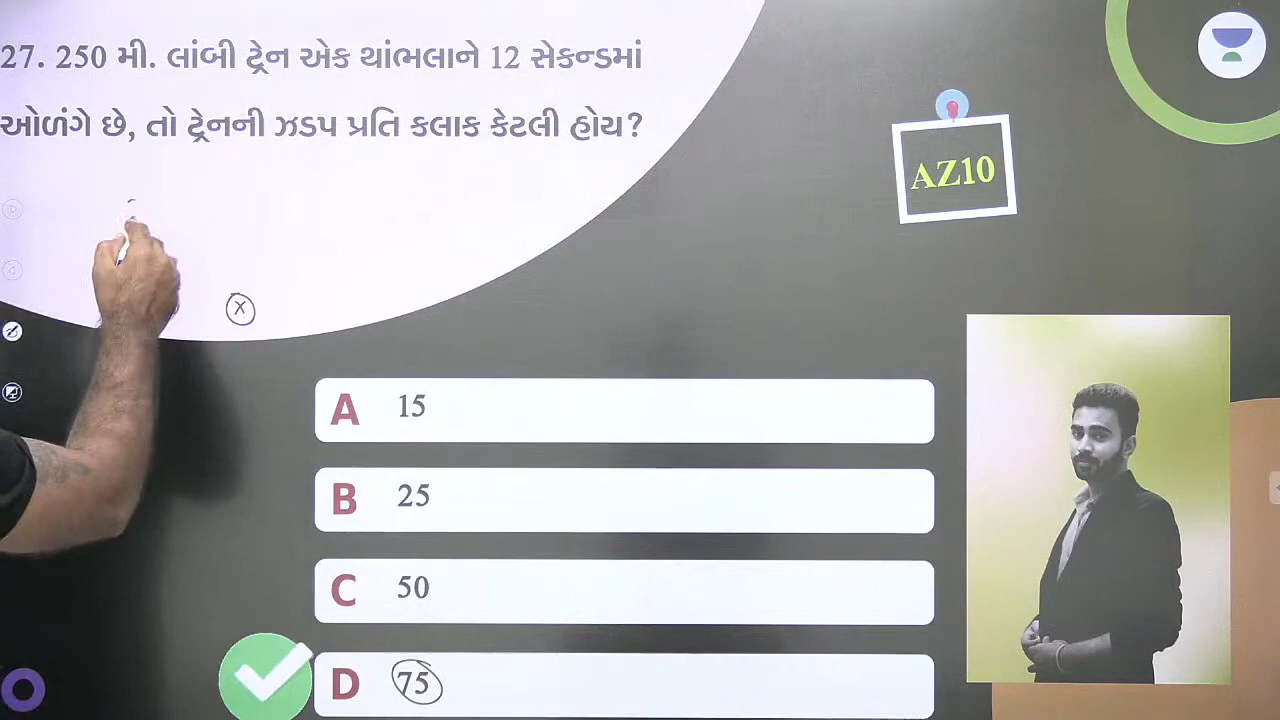 27. 250 મી. લાંબી ટ્રેન એક થાંભલાને 12 સેકન્ડમાં
ઓળંગે છે, તો ટ્રેનની ઝડપ પ્રતિ કલાક કેટલી હોય?
AZ10
x
A 15
B 25
C 50
D 75